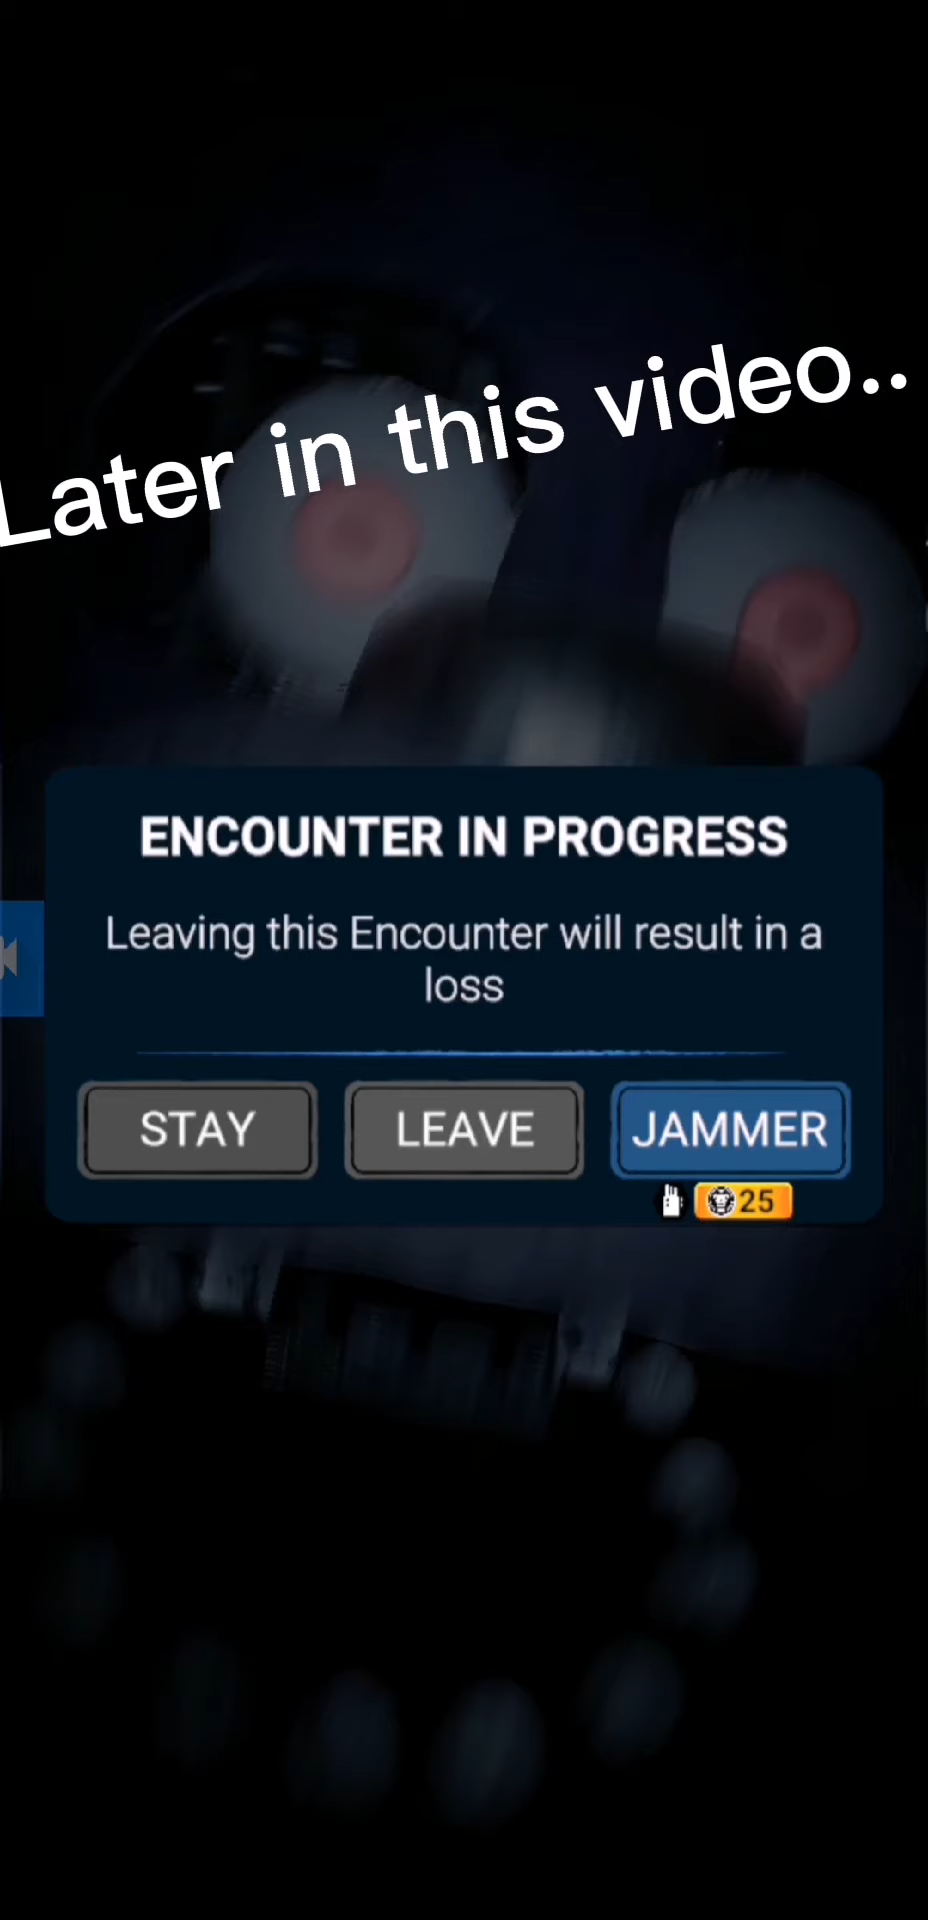 Later in this video..
ENCOUNTER IN PROGRESS
Leaving this Encounter will result in a
loss
STAY
LEAVE
JAMMER
25